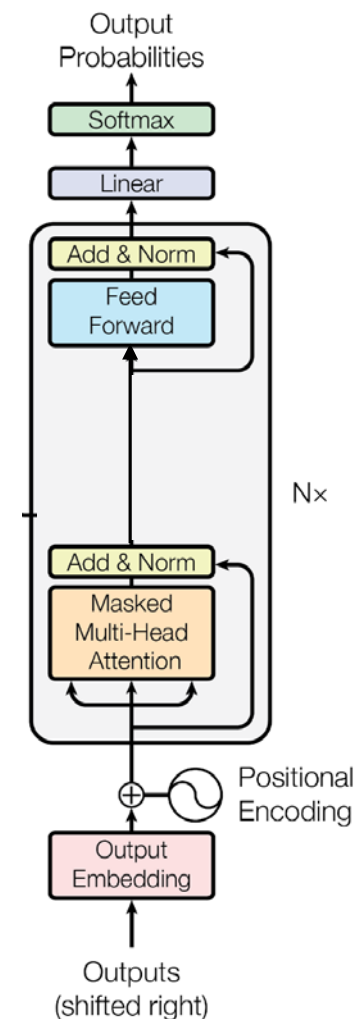 Output
Probabilities
Softmax
Linear
Add & Norm
Feed
Forward
N×
Add & Norm
Masked
Multi-Head
Attention
Positional
Encoding
Output
Embedding
Outputs
(shifted right)